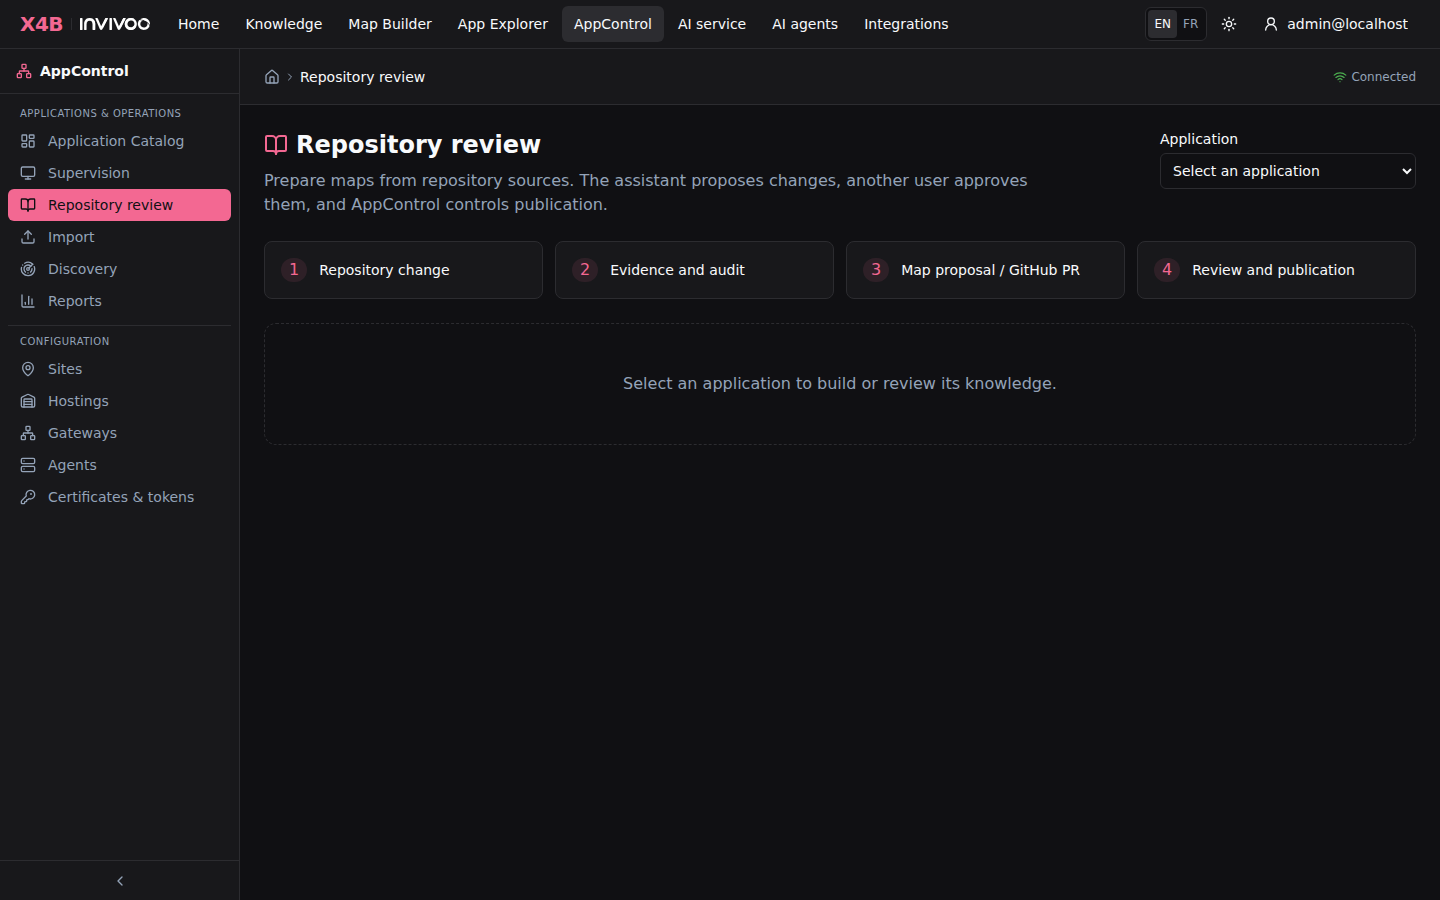 X4B INVIVOO Home Knowledge Map Builder App Explorer AppControl AI service AI agents Integrations EN FR admin@localhost
AppControl
APPLICATIONS & OPERATIONS
Application Catalog
Supervision
Repository review
Import
Discovery
Reports
CONFIGURATION
Sites
Hostings
Gateways
Agents
Certificates & tokens
Repository review
Connected
Repository review
Prepare maps from repository sources. The assistant proposes changes, another user approves
them, and AppControl controls publication.
Application
Select an application
1 Repository change
2 Evidence and audit
3 Map proposal / GitHub PR
4 Review and publication
Select an application to build or review its knowledge.